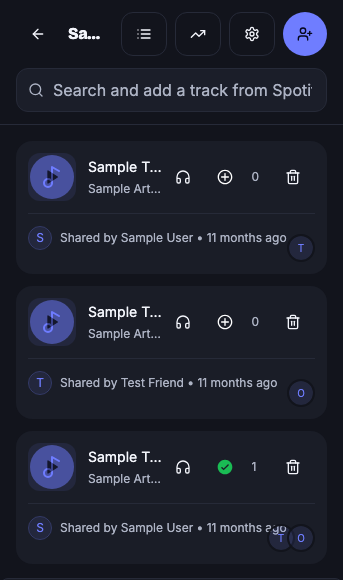 Sa...
Search and add a track from Spoti
Sample T...
Sample Art...
0
S Shared by Sample User • 11 months ago
T
Sample T...
Sample Art...
0
T Shared by Test Friend • 11 months ago
O
Sample T...
Sample Art...
1
S Shared by Sample User • 11 months ago
T O